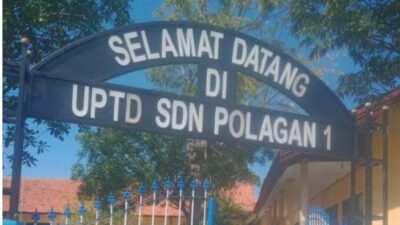 SELAMAT DATANG
DI
UPTD SDN POLAGAN 1